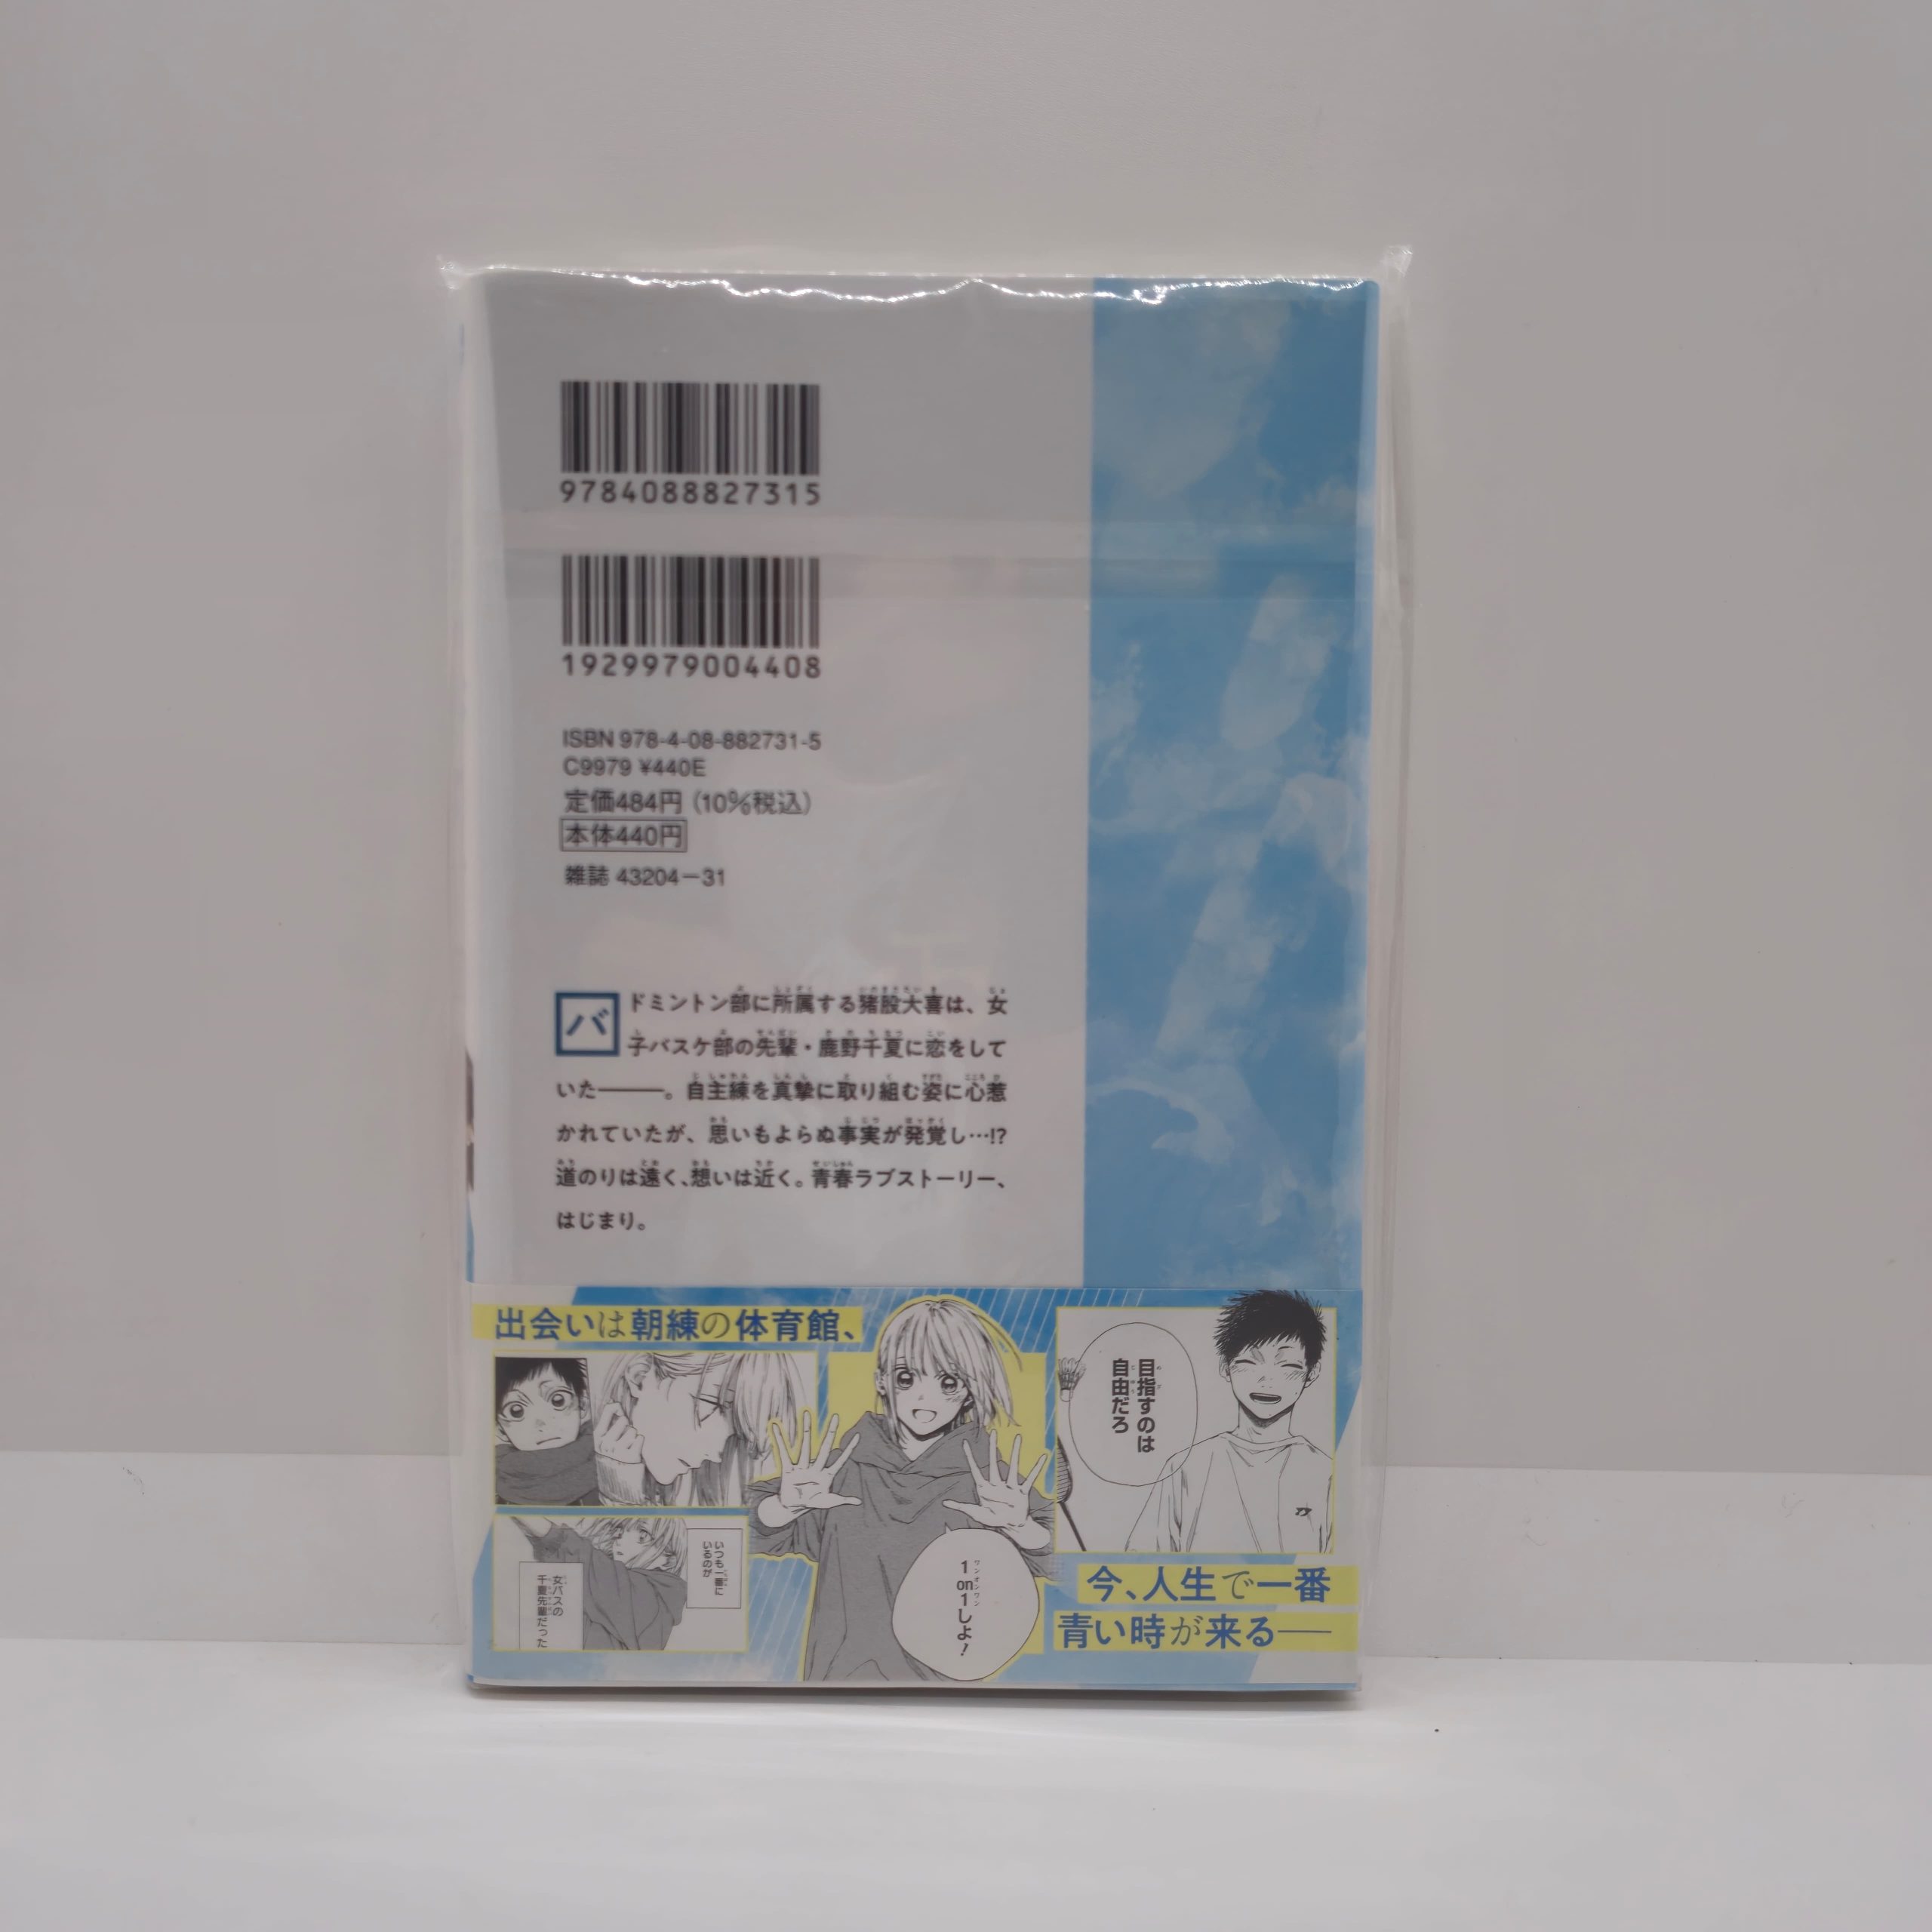 9784088827315
1929979004408
ISBN 978-4-08-882731-5
C9979 ¥440E
定価484円 (10%税込)
本体440円
雑誌 43204-31
バドミントン部に所属する猪股大喜は、女
子バスケ部の先輩・鹿野千夏に恋をして
いた―――。自主練を真摯に取り組む姿に心惹
かれていたが、思いもよらぬ事実が発覚し…!?
道のりは遠く、想いは近く。青春ラブストーリー、
はじまり。
出会いは朝練の体育館、
目指すのは
自由だろ
いつも一番に
いるのが
女バスの
千夏先輩だった
1on1しよ!
ワンオンワン
今、人生で一番
青い時が来る――